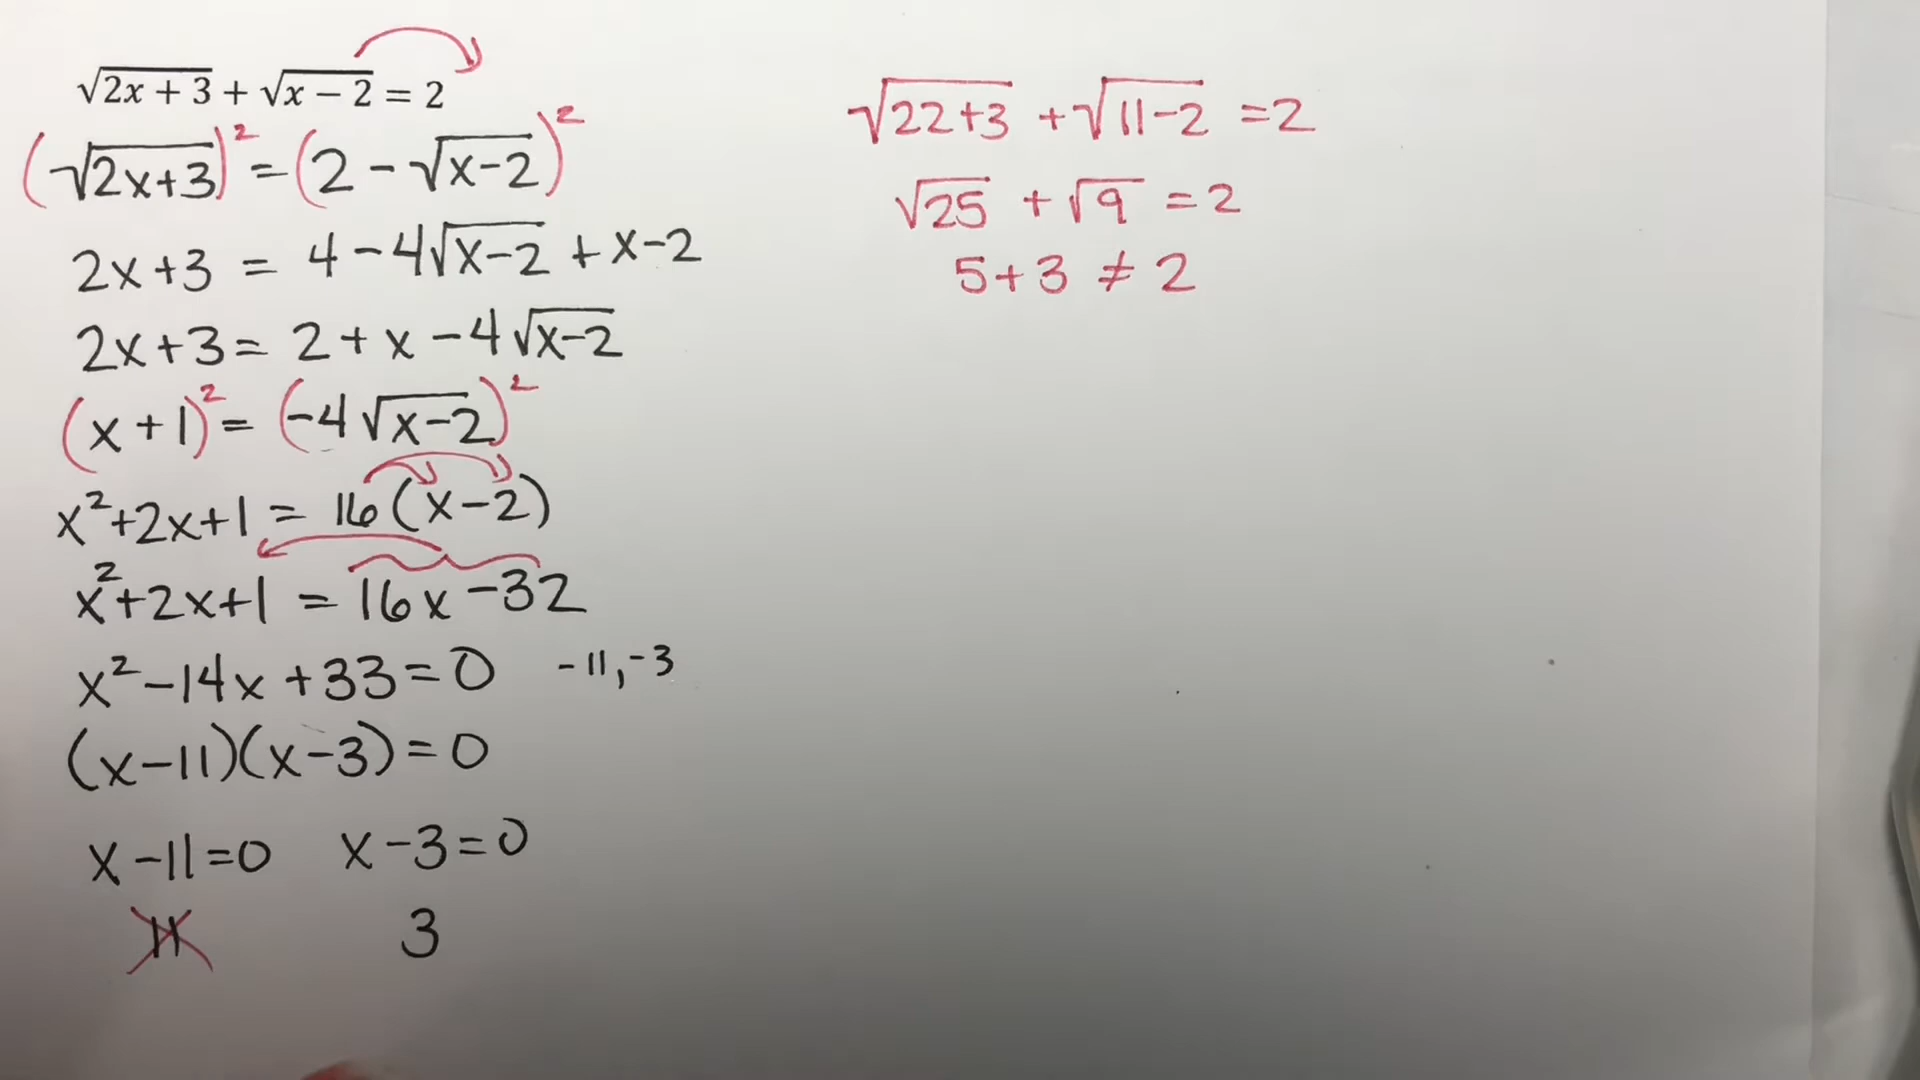 √(2x + 3) + √(x − 2) = 2
(√(2x+3))² = (2 − √(x−2))²
2x+3 = 4 − 4√(x−2) + x−2
2x+3 = 2 + x − 4√(x−2)
(x+1)² = (−4√(x−2))²
x²+2x+1 = 16(x−2)
x²+2x+1 = 16x −32
x²−14x +33 = 0 −11,−3
(x−11)(x−3) = 0
x −11=0 x −3=0
11 3
√(22+3) + √(11−2) = 2
√25 + √9 = 2
5+3 ≠ 2